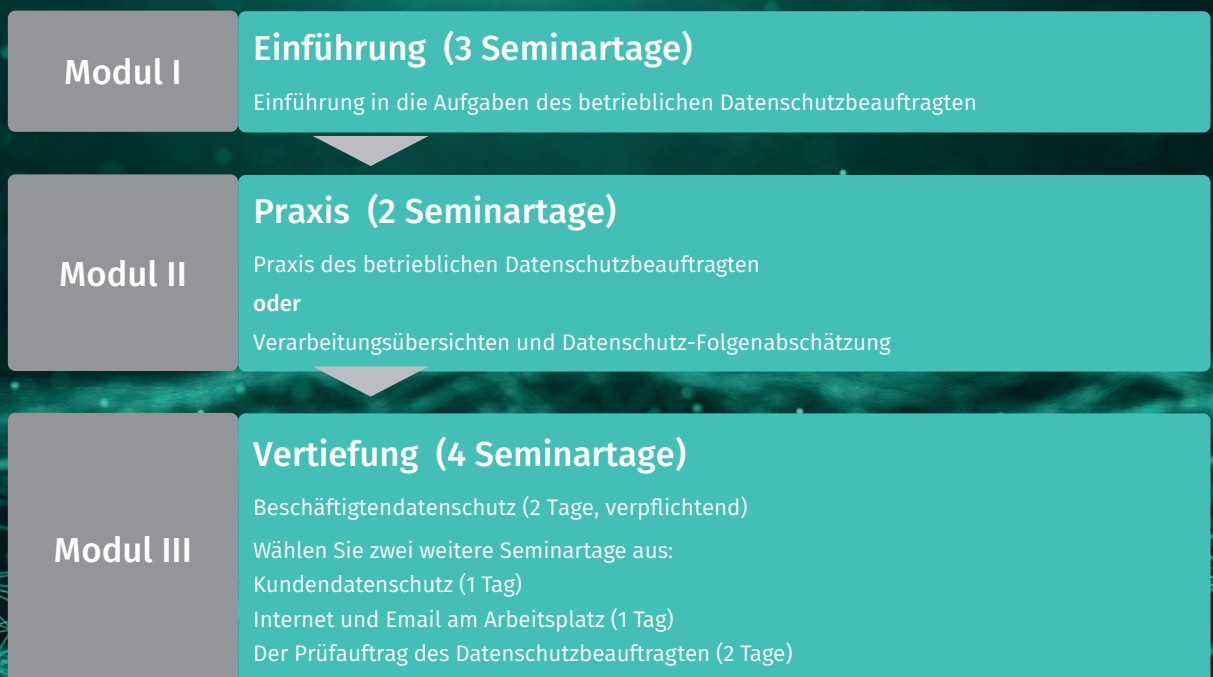 Modul I
Einführung (3 Seminartage)
Einführung in die Aufgaben des betrieblichen Datenschutzbeauftragten
Modul II
Praxis (2 Seminartage)
Praxis des betrieblichen Datenschutzbeauftragten
oder
Verarbeitungsübersichten und Datenschutz-Folgenabschätzung
Modul III
Vertiefung (4 Seminartage)
Beschäftigtendatenschutz (2 Tage, verpflichtend)
Wählen Sie zwei weitere Seminartage aus:
Kundendatenschutz (1 Tag)
Internet und Email am Arbeitsplatz (1 Tag)
Der Prüfauftrag des Datenschutzbeauftragten (2 Tage)